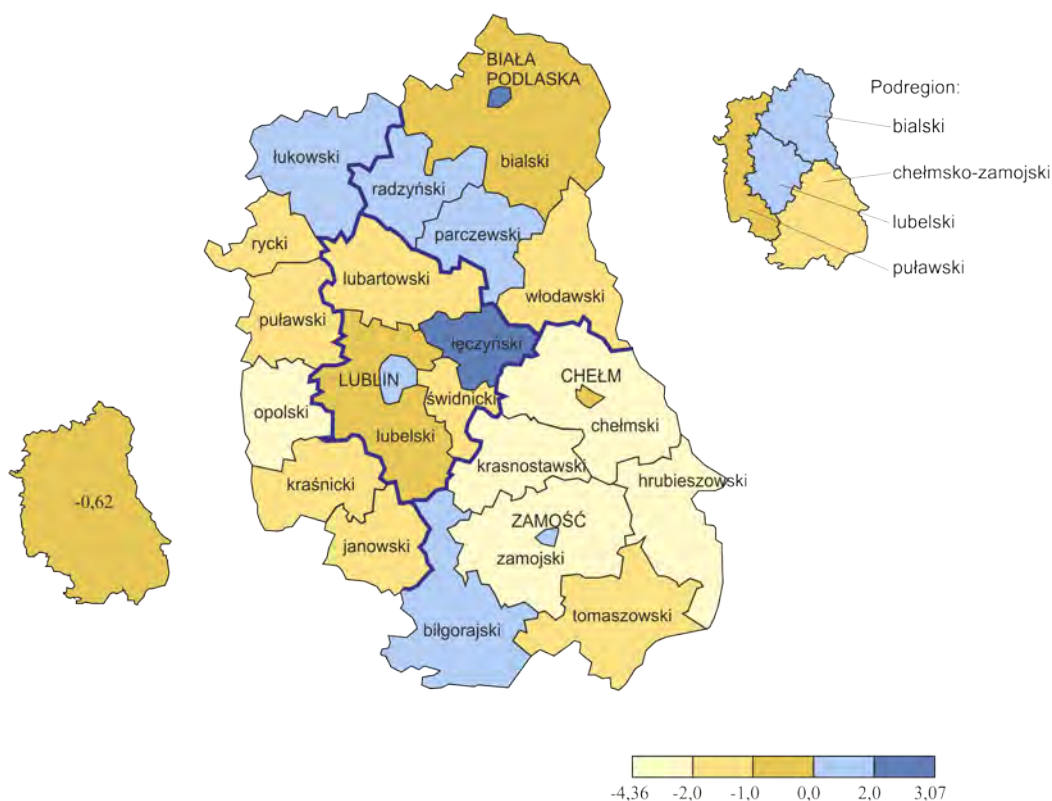 BIAŁA
PODLASKA
bialski
łukowski
radzyński
parczewski
rycki
lubartowski
włodawski
puławski
łęczyński
LUBLIN
świdnicki
CHEŁM
chełmski
opolski
lubelski
krasnostawski
hrubieszowski
kraśnicki
ZAMOŚĆ
zamojski
janowski
tomaszowski
biłgorajski
Podregion:
bialski
chełmsko-zamojski
lubelski
puławski
-0,62
-4,36 -2,0 -1,0 0,0 2,0 3,07